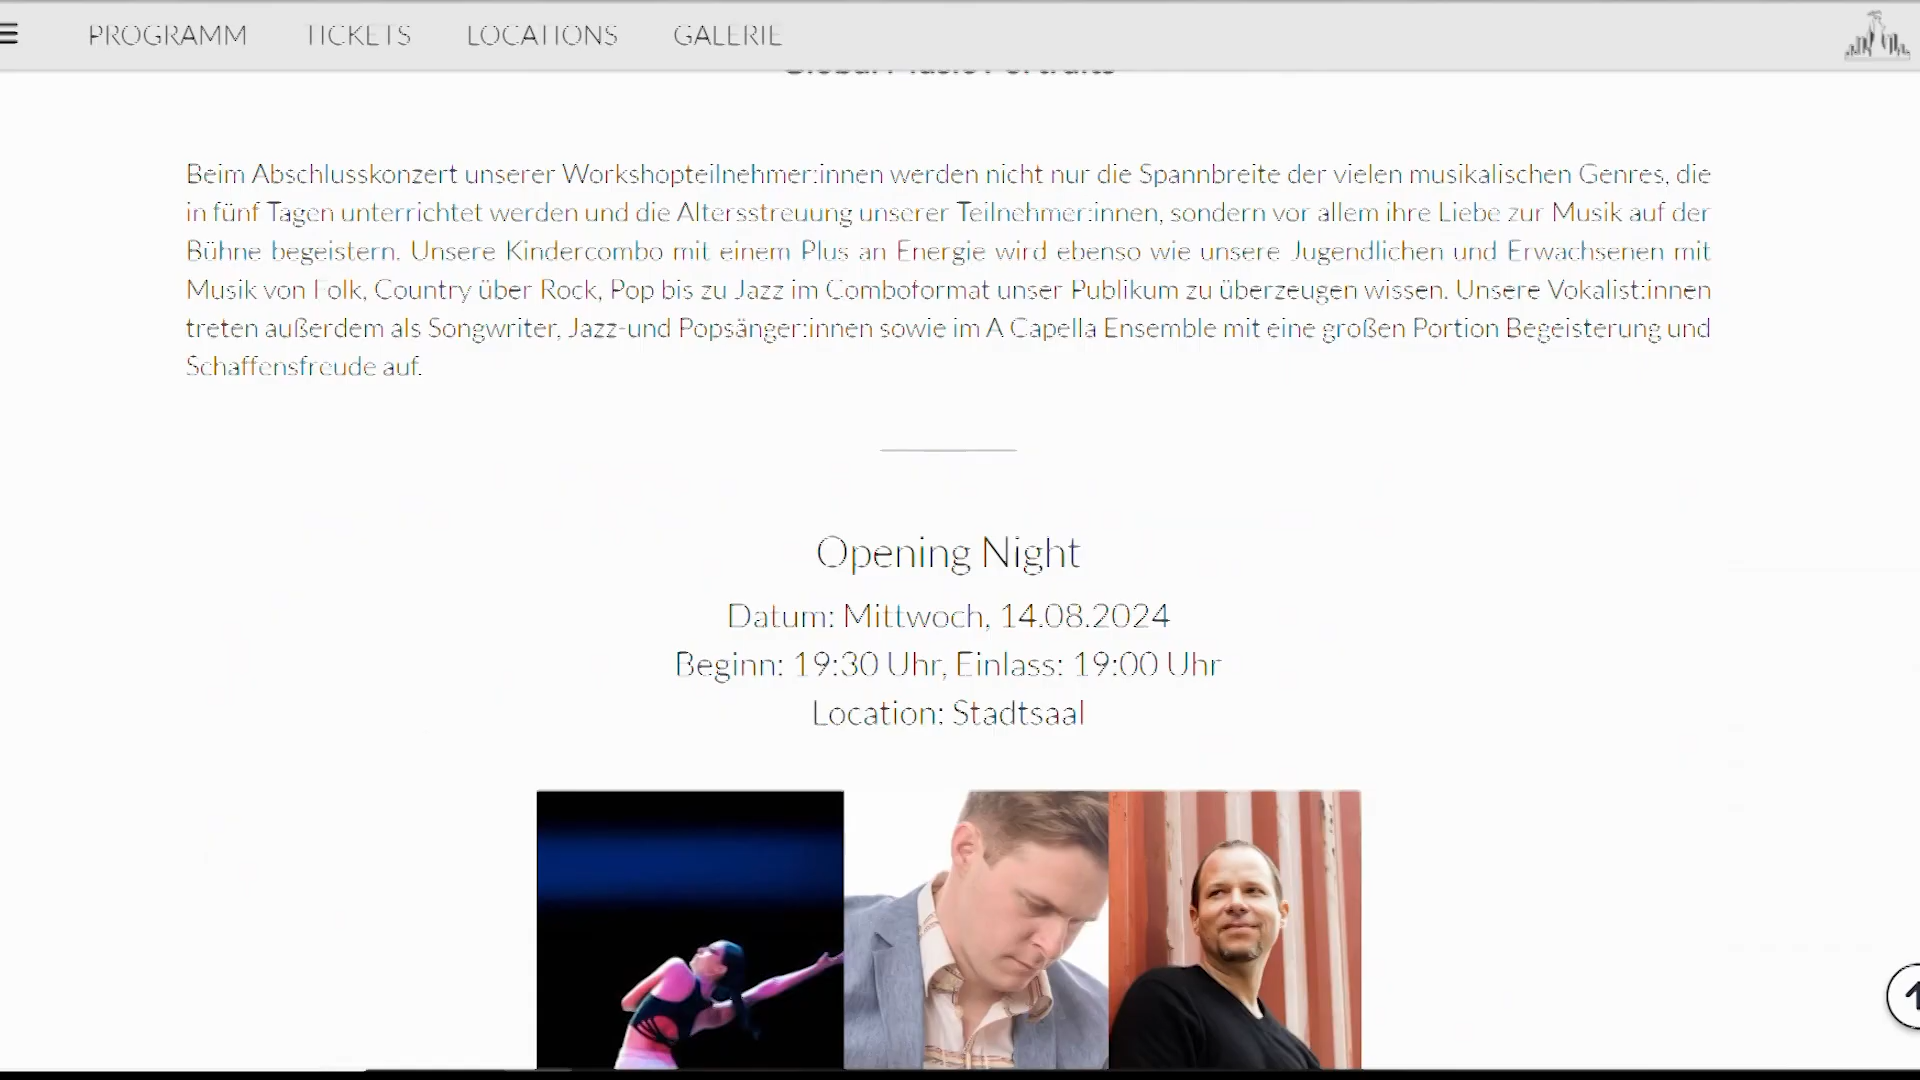 PROGRAMM
TICKETS
LOCATIONS
GALERIE
Beim Abschlusskonzert unserer Workshopteilnehmer:innen werden nicht nur die Spannbreite der vielen musikalischen Genres, die
in fünf Tagen unterrichtet werden und die Altersstreuung unserer Teilnehmer:innen, sondern vor allem ihre Liebe zur Musik auf der
Bühne begeistern. Unsere Kindercombo mit einem Plus an Energie wird ebenso wie unsere Jugendlichen und Erwachsenen mit
Musik von Folk, Country über Rock, Pop bis zu Jazz im Comboformat unser Publikum zu überzeugen wissen. Unsere Vokalist:innen
treten außerdem als Songwriter, Jazz-und Popsänger:innen sowie im A Capella Ensemble mit eine großen Portion Begeisterung und
Schaffensfreude auf.
Opening Night
Datum: Mittwoch, 14.08.2024
Beginn: 19:30 Uhr, Einlass: 19:00 Uhr
Location: Stadtsaal